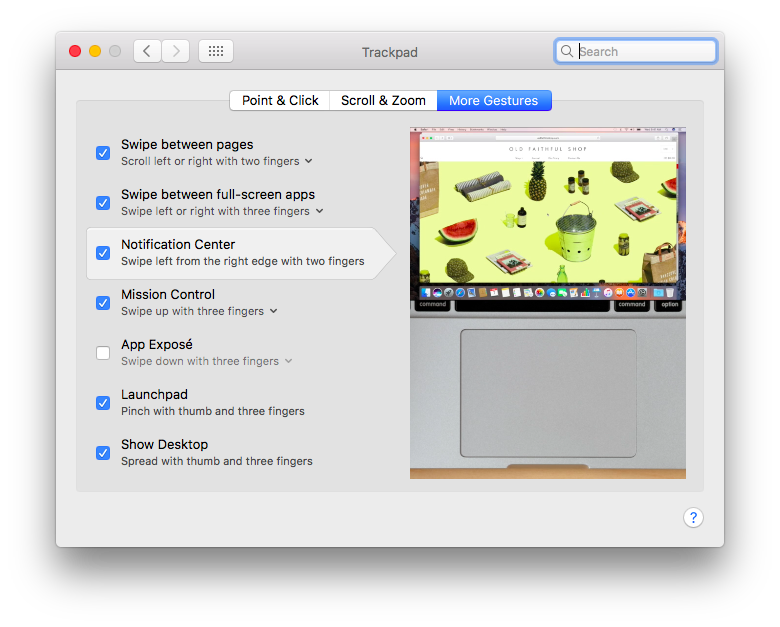 Trackpad
Search
Point & Click
Scroll & Zoom
More Gestures
Swipe between pages
Scroll left or right with two fingers
Swipe between full-screen apps
Swipe left or right with three fingers
Notification Center
Swipe left from the right edge with two fingers
Mission Control
Swipe up with three fingers
App Exposé
Swipe down with three fingers
Launchpad
Pinch with thumb and three fingers
Show Desktop
Spread with thumb and three fingers
OLD FAITHFUL SHOP
command
command
option
?